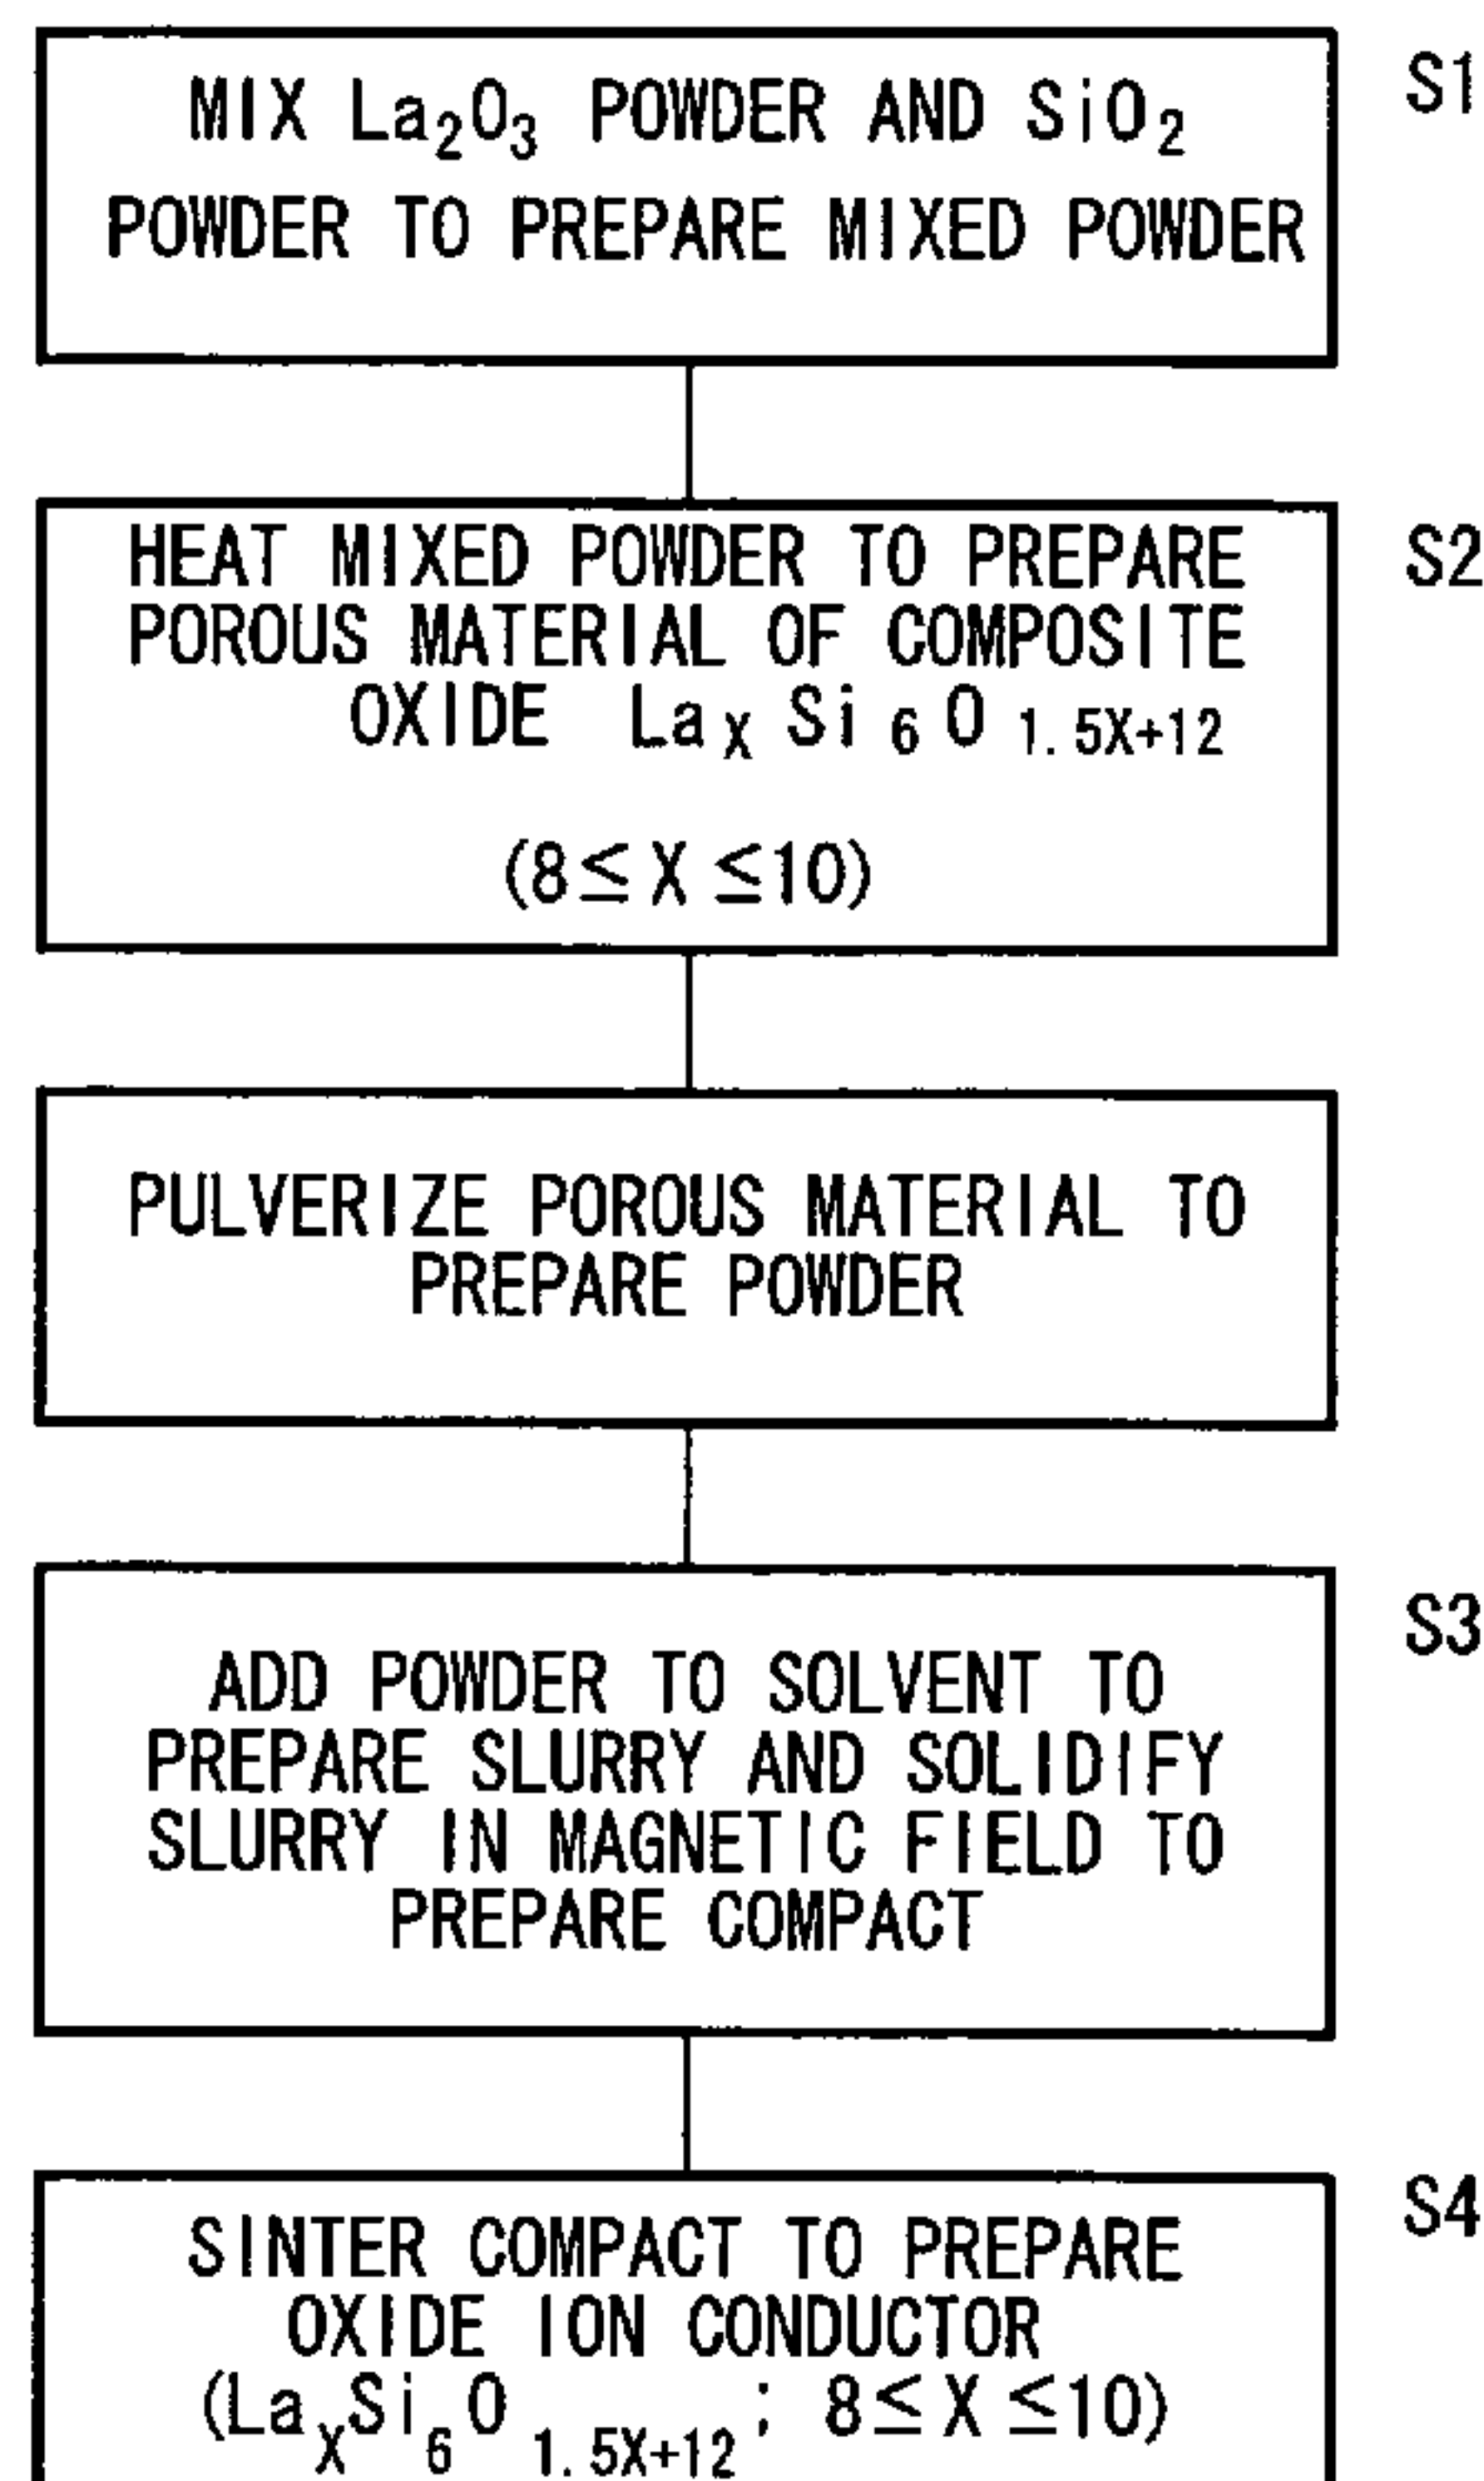 MIX La₂O₃ POWDER AND SiO₂
POWDER TO PREPARE MIXED POWDER
S1
HEAT MIXED POWDER TO PREPARE
POROUS MATERIAL OF COMPOSITE
OXIDE LaₓSi₆O1.5X+12
(8≦X≦10)
S2
PULVERIZE POROUS MATERIAL TO
PREPARE POWDER
ADD POWDER TO SOLVENT TO
PREPARE SLURRY AND SOLIDIFY
SLURRY IN MAGNETIC FIELD TO
PREPARE COMPACT
S3
SINTER COMPACT TO PREPARE
OXIDE ION CONDUCTOR
(LaXSi₆O1.5X+12; 8≦X≦10)
S4